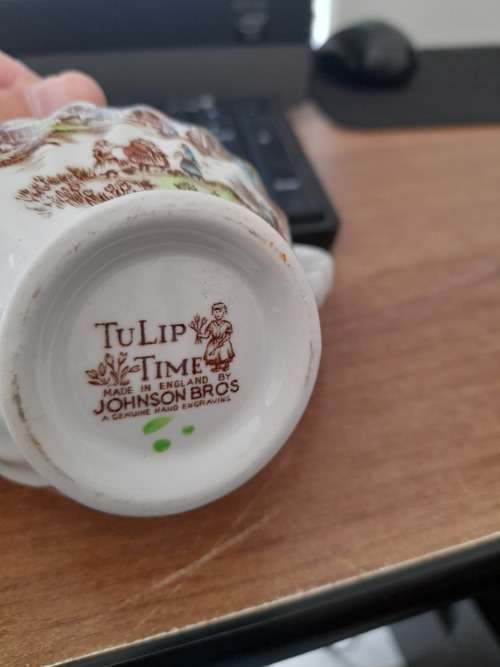 TULIP
TIME
MADE IN ENGLAND BY
JOHNSON BROS
A GENUINE HAND ENGRAVING